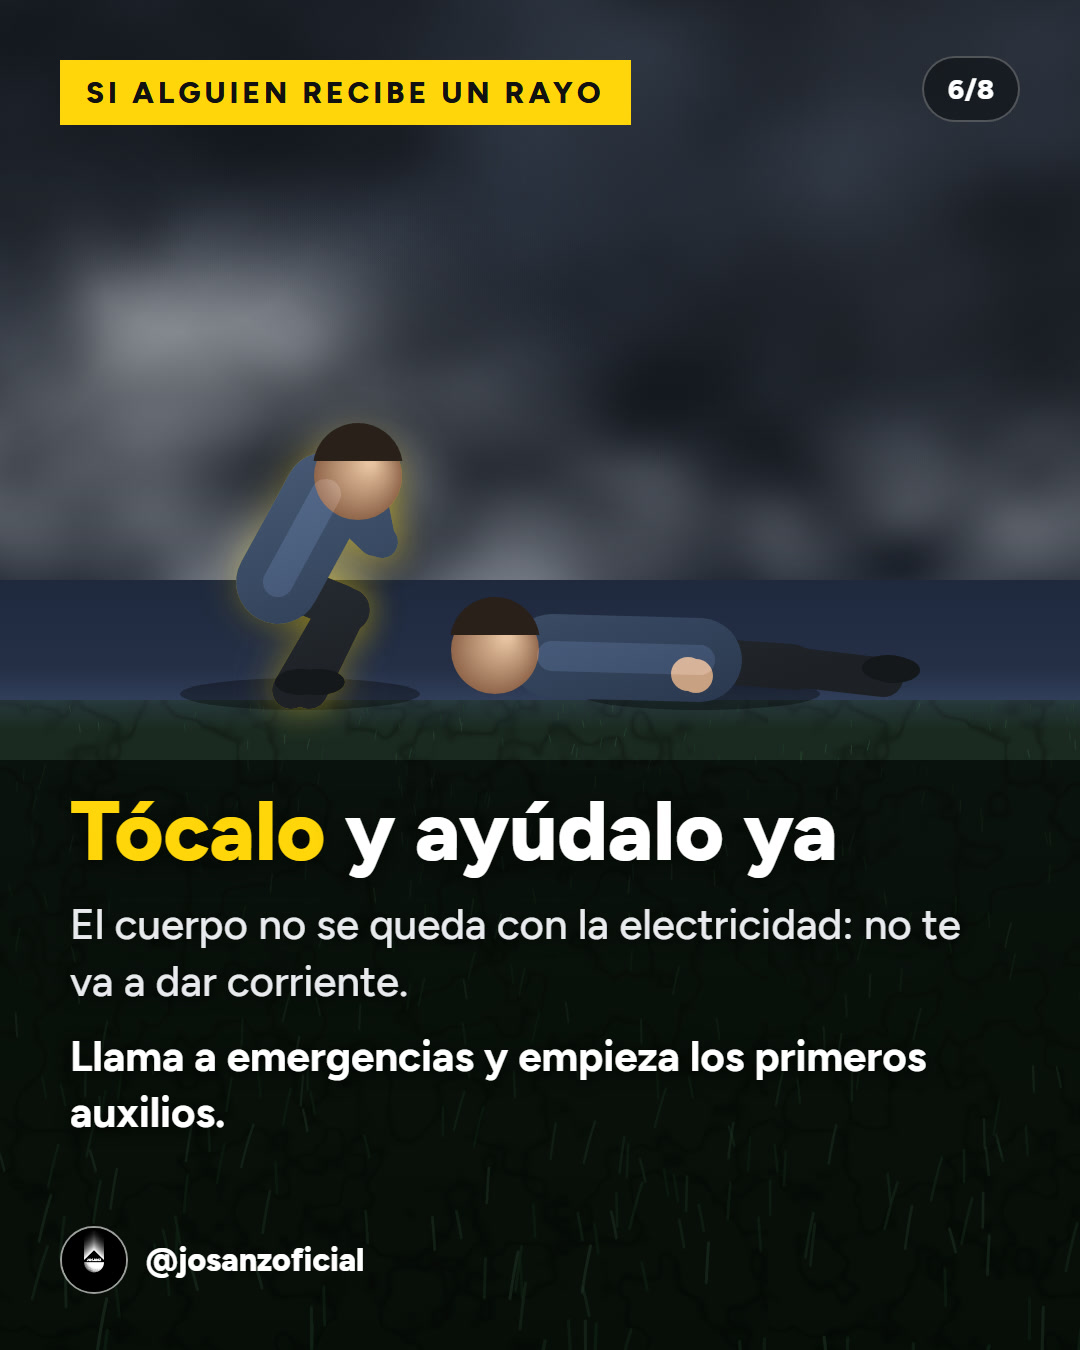 SI ALGUIEN RECIBE UN RAYO
6/8
Tócalo y ayúdalo ya
El cuerpo no se queda con la electricidad: no te
va a dar corriente.
Llama a emergencias y empieza los primeros
auxilios.
@josanzoficial